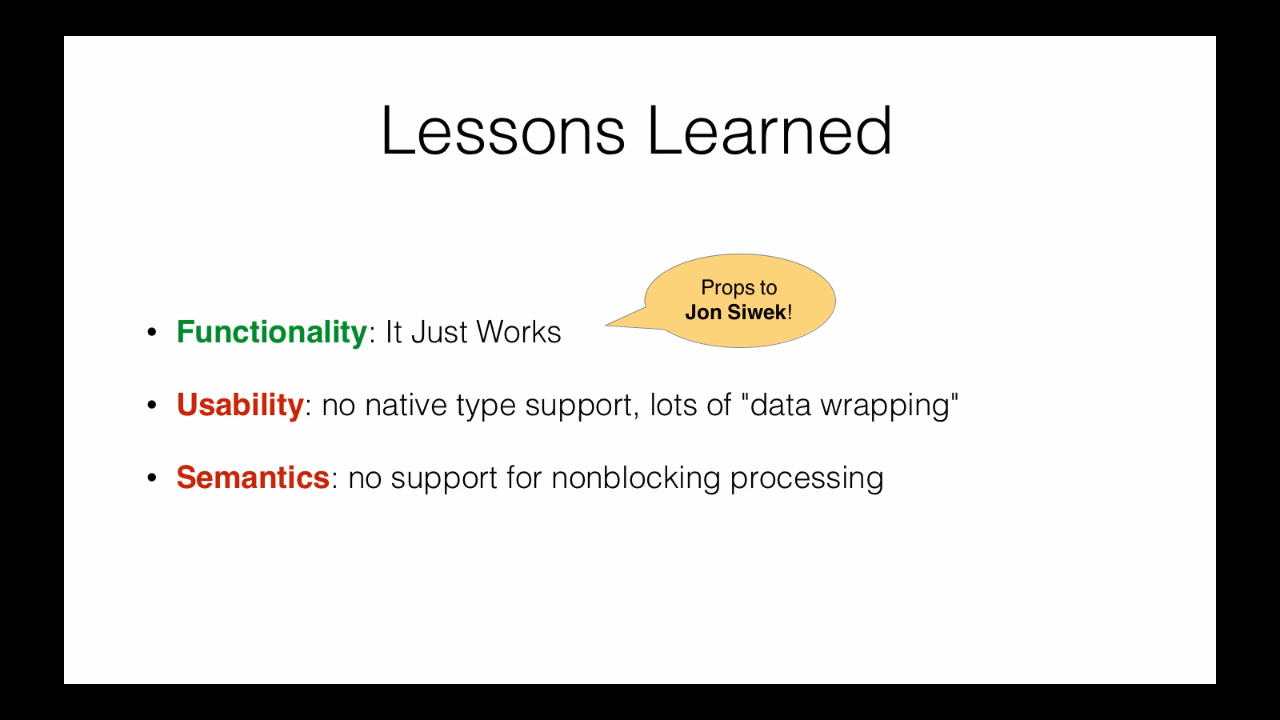 Lessons Learned
Props to
Jon Siwek!
• Functionality: It Just Works
• Usability: no native type support, lots of "data wrapping"
• Semantics: no support for nonblocking processing